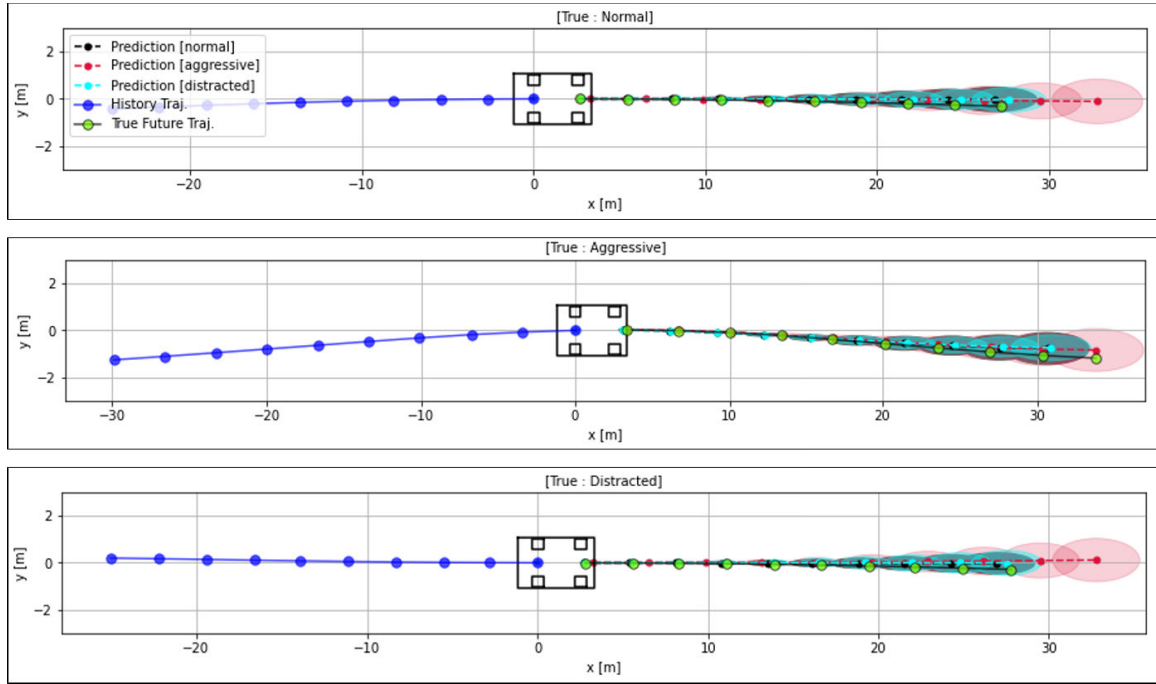 [True : Normal]
Prediction [normal]
Prediction [aggressive]
Prediction [distracted]
History Traj.
True Future Traj.
y [m]
2
0
−2
−20
−10
0
10
20
30
x [m]
[True : Aggressive]
y [m]
2
0
−2
−30
−20
−10
0
10
20
30
x [m]
[True : Distracted]
y [m]
2
0
−2
−20
−10
0
10
20
30
x [m]